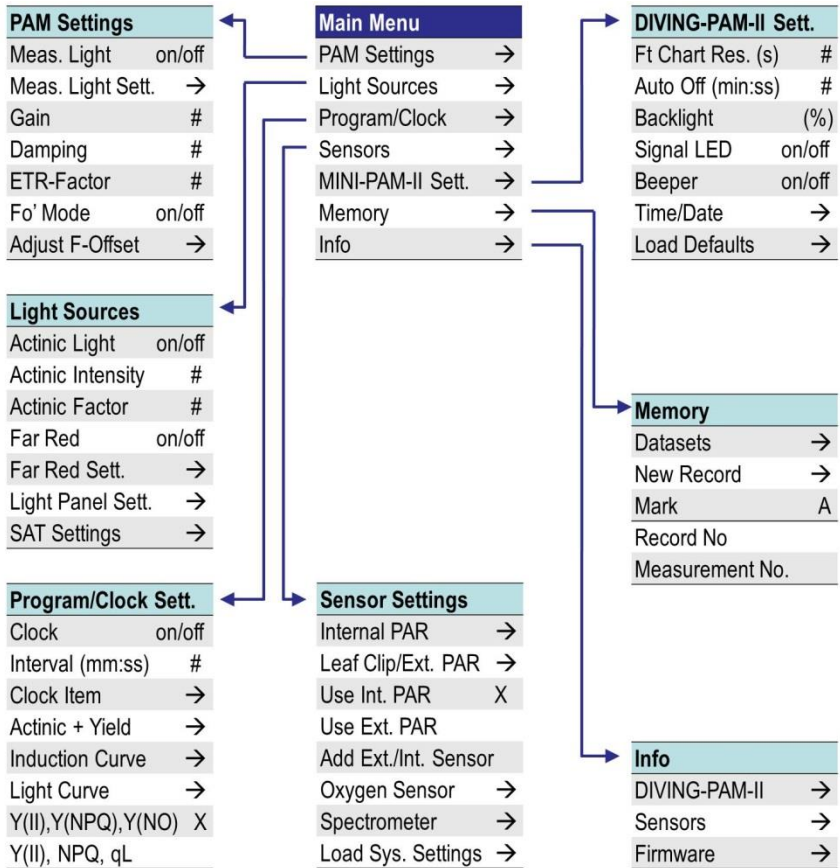 PAM Settings
Meas. Light on/off
Meas. Light Sett. →
Gain #
Damping #
ETR-Factor #
Fo' Mode on/off
Adjust F-Offset →
Main Menu
PAM Settings →
Light Sources →
Program/Clock →
Sensors →
MINI-PAM-II Sett. →
Memory →
Info →
DIVING-PAM-II Sett.
Ft Chart Res. (s) #
Auto Off (min:ss) #
Backlight (%)
Signal LED on/off
Beeper on/off
Time/Date →
Load Defaults →
Light Sources
Actinic Light on/off
Actinic Intensity #
Actinic Factor #
Far Red on/off
Far Red Sett. →
Light Panel Sett. →
SAT Settings →
Memory
Datasets →
New Record →
Mark A
Record No
Measurement No.
Program/Clock Sett.
Clock on/off
Interval (mm:ss) #
Clock Item →
Actinic + Yield →
Induction Curve →
Light Curve →
Y(II),Y(NPQ),Y(NO) X
Y(II), NPQ, qL
Sensor Settings
Internal PAR →
Leaf Clip/Ext. PAR →
Use Int. PAR X
Use Ext. PAR
Add Ext./Int. Sensor
Oxygen Sensor →
Spectrometer →
Load Sys. Settings →
Info
DIVING-PAM-II →
Sensors →
Firmware →